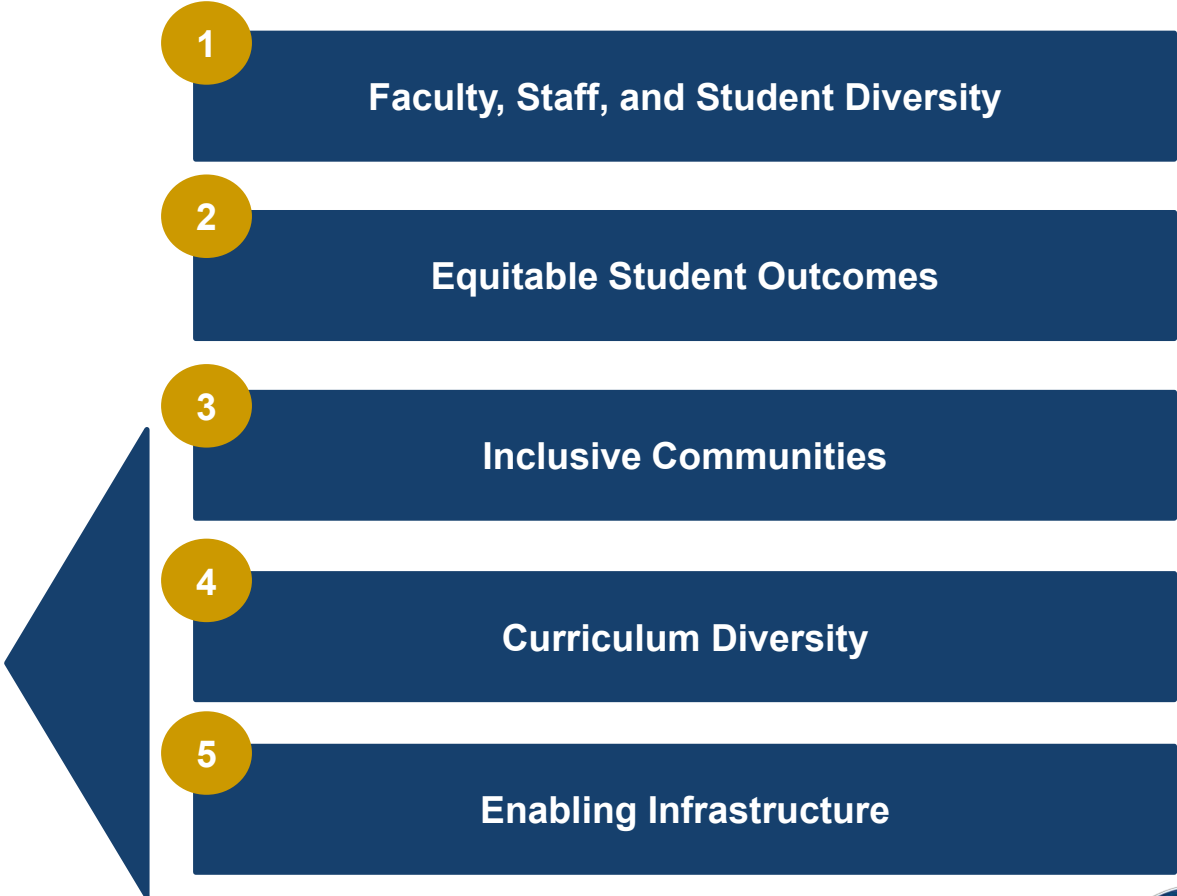 1
Faculty, Staff, and Student Diversity
2
Equitable Student Outcomes
3
Inclusive Communities
4
Curriculum Diversity
5
Enabling Infrastructure